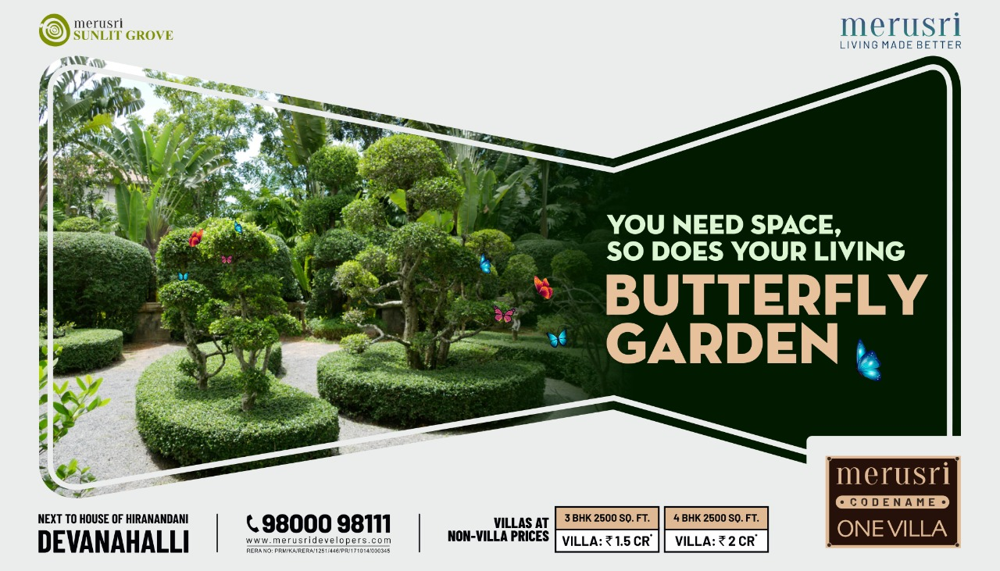 merusri
SUNLIT GROVE
merusri
LIVING MADE BETTER
YOU NEED SPACE,
SO DOES YOUR LIVING
BUTTERFLY
GARDEN
NEXT TO HOUSE OF HIRANANDANI
DEVANAHALLI
98000 98111
www.merusridevelopers.com
RERA NO: PRM/KA/RERA/1251/446/PR/171014/000345
VILLAS AT
NON-VILLA PRICES
3 BHK 2500 SQ. FT.
VILLA: ₹ 1.5 CR*
4 BHK 2500 SQ. FT.
VILLA: ₹ 2 CR*
merusri
• CODENAME •
ONE VILLA